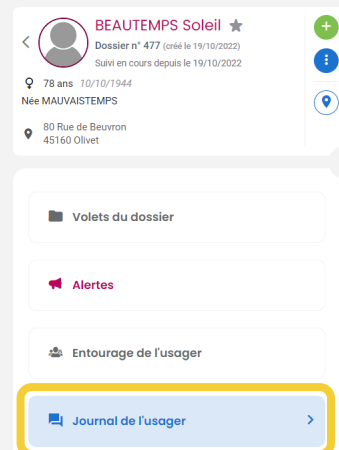 BEAUTEMPS Soleil
Dossier n° 477 (créé le 19/10/2022)
Suivi en cours depuis le 19/10/2022
78 ans 10/10/1944
Née MAUVAISTEMPS
80 Rue de Beuvron
45160 Olivet
Volets du dossier
Alertes
Entourage de l'usager
Journal de l'usager